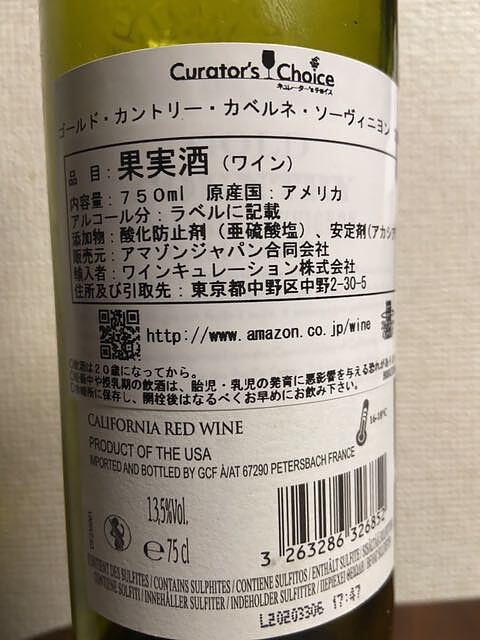 Curator's Choice
キュレーター'sチョイス
ゴールド・カントリー・カベルネ・ソーヴィニヨン
品 目：果実酒（ワイン）
内容量：750ml 原産国：アメリカ
アルコール分：ラベルに記載
添加物：酸化防止剤（亜硫酸塩）、安定剤（アカシア
販売元：アマゾンジャパン合同会社
輸入者：ワインキュレーション株式会社
住所及び引取先：東京都中野区中野2-30-5
http://www.amazon.co.jp/wine
飲酒は20歳になってから。
妊娠中や授乳期の飲酒は、胎児・乳児の発育に悪影響を与える恐れがあ
冷暗所に保存し、開栓後はなるべくお早めにお飲み下さい。
CALIFORNIA RED WINE
16-18°C
PRODUCT OF THE USA
IMPORTED AND BOTTLED BY GCF À/AT 67290 PETERSBACH FRANCE
13,5%Vol.
℮75 cl
3 263286 326852
CONTIENT DES SULFITES / CONTAINS SULPHITES / CONTIENE SULFITOS / ENTHÄLT SULFITE /
CONTIENE SOLFITI / INNEHÅLLER SULFITER / INDEHOLDER SULFITTER /
L20203306 17:47